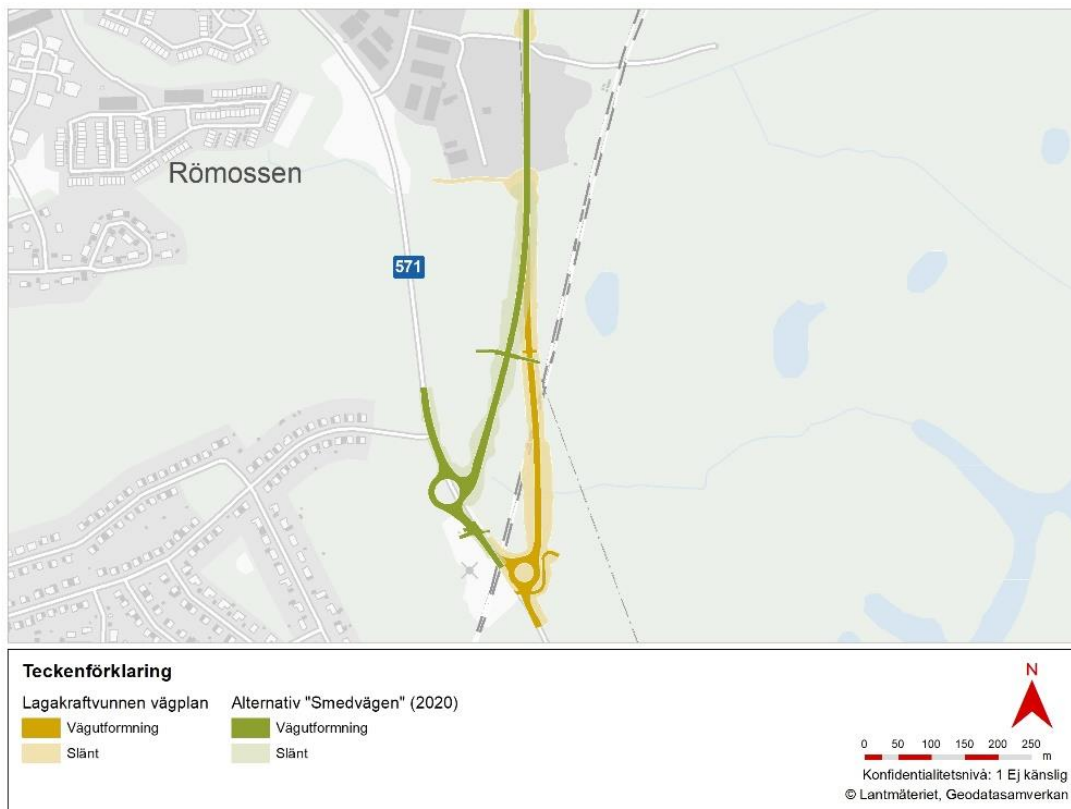 Römossen
571
Teckenförklaring
Lagakraftvunnen vägplan
Vägutformning
Slänt
Alternativ "Smedvägen" (2020)
Vägutformning
Slänt
N
0 50 100 150 200 250
m
Konfidentialitetsnivå: 1 Ej känslig
© Lantmäteriet, Geodatasamverkan